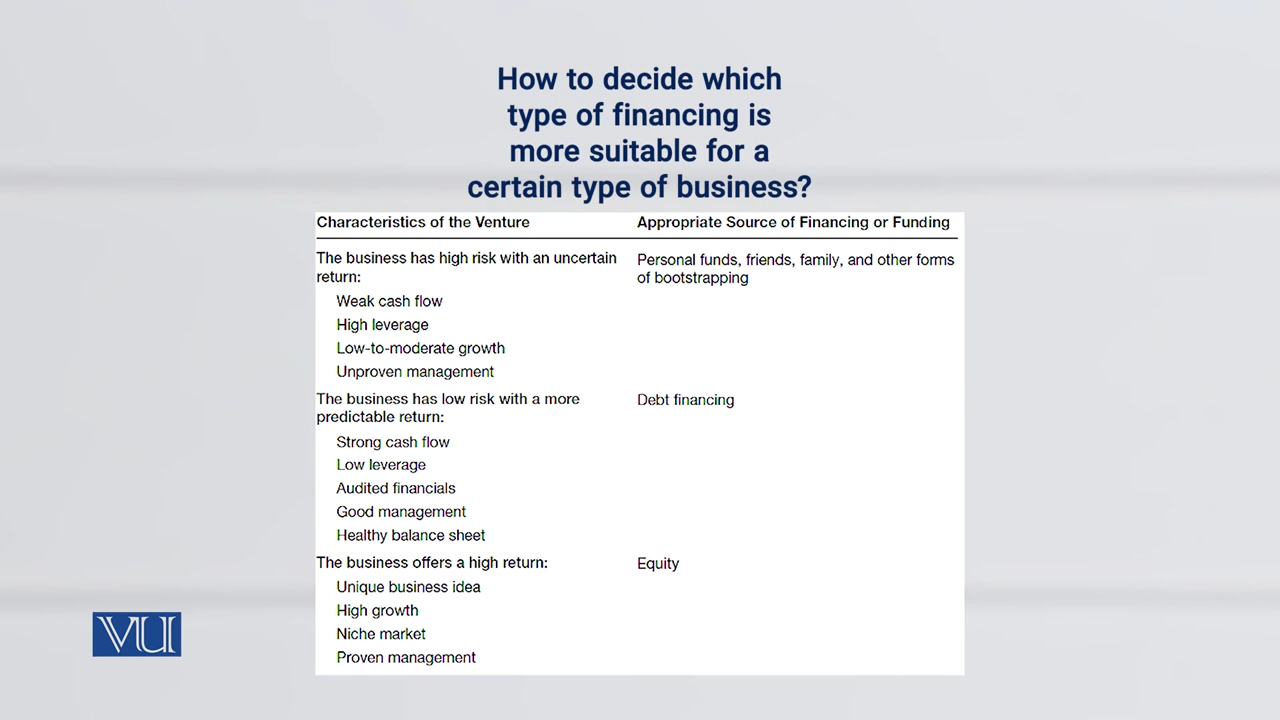 How to decide which
type of financing is
more suitable for a
certain type of business?
Characteristics of the Venture
Appropriate Source of Financing or Funding
The business has high risk with an uncertain
return:
Personal funds, friends, family, and other forms
of bootstrapping
Weak cash flow
High leverage
Low-to-moderate growth
Unproven management
The business has low risk with a more
predictable return:
Debt financing
Strong cash flow
Low leverage
Audited financials
Good management
Healthy balance sheet
The business offers a high return:
Equity
Unique business idea
High growth
Niche market
Proven management
VU